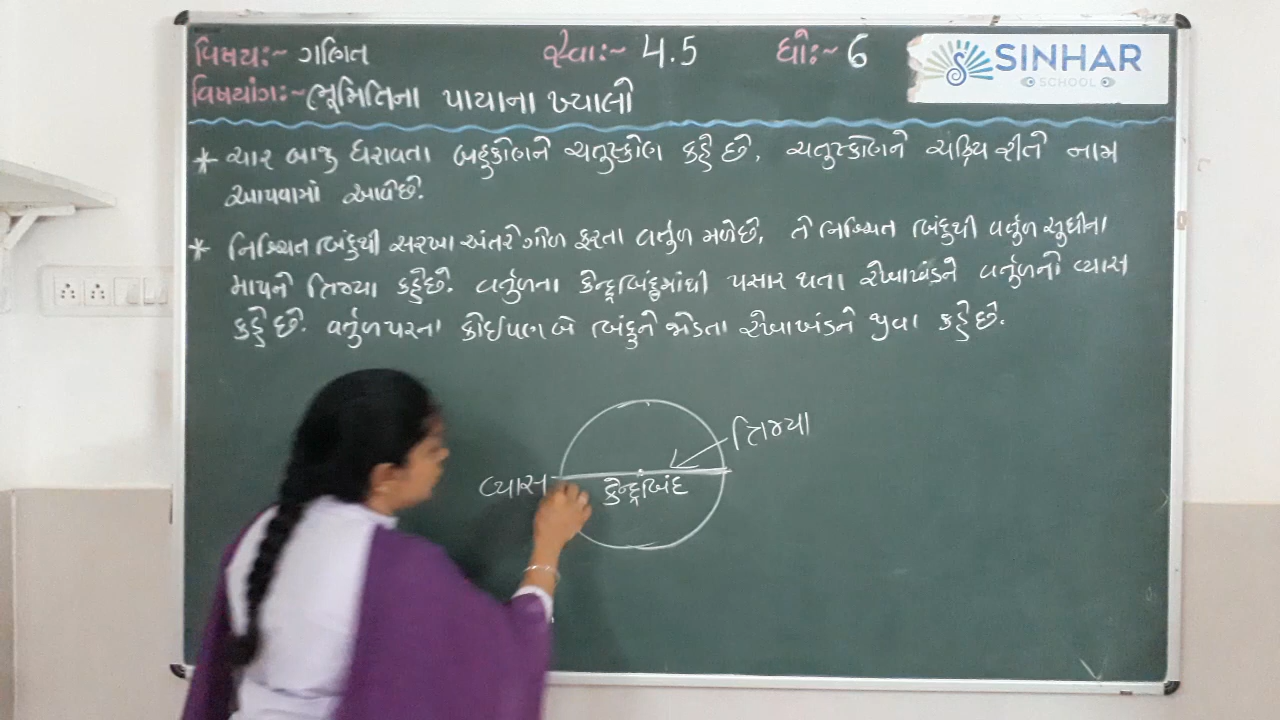 વિષયઃ~ ગણિત
સ્વાઃ~ 4.5
ધોઃ~ 6
SINHAR
SCHOOL
વિષયાંગઃ~ ભૂમિતિના પાયાના ખ્યાલો
* ચાર બાજુ ધરાવતા બહુકોણને ચતુષ્કોણ કહે છે. ચતુષ્કોણને ચક્રિય રીતે નામ
આપવામાં આવે છે.
* નિશ્ચિત બિંદુથી સરખા અંતરે ગોળ ફરતા વર્તુળ મળે છે. તે નિશ્ચિત બિંદુથી વર્તુળ સુધીના
માપને ત્રિજ્યા કહે છે. વર્તુળના કેન્દ્રબિંદુમાંથી પસાર થતા રેખાખંડને વર્તુળનો વ્યાસ
કહે છે. વર્તુળ પરના કોઈપણ બે બિંદુને જોડતા રેખાખંડને જીવા કહે છે.
ત્રિજ્યા
વ્યાસ
કેન્દ્રબિંદ